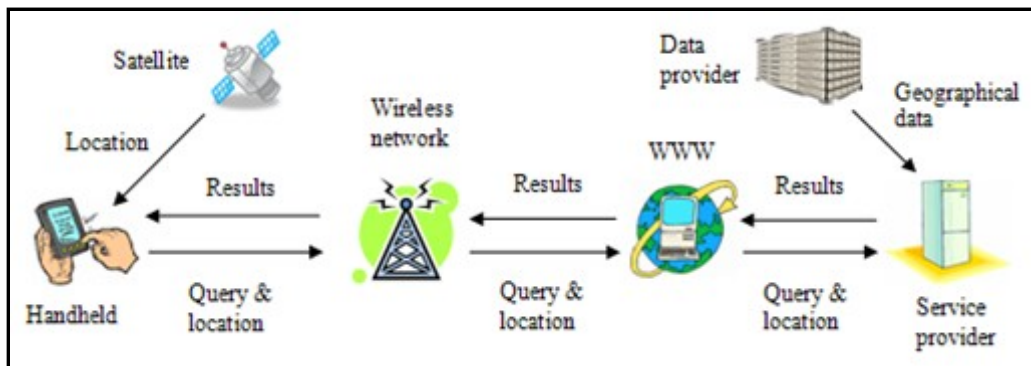 Satellite
Data
provider
Wireless
network
Geographical
data
Location
WWW
Results
Results
Results
Query &
location
Query &
location
Query &
location
Handheld
Service
provider